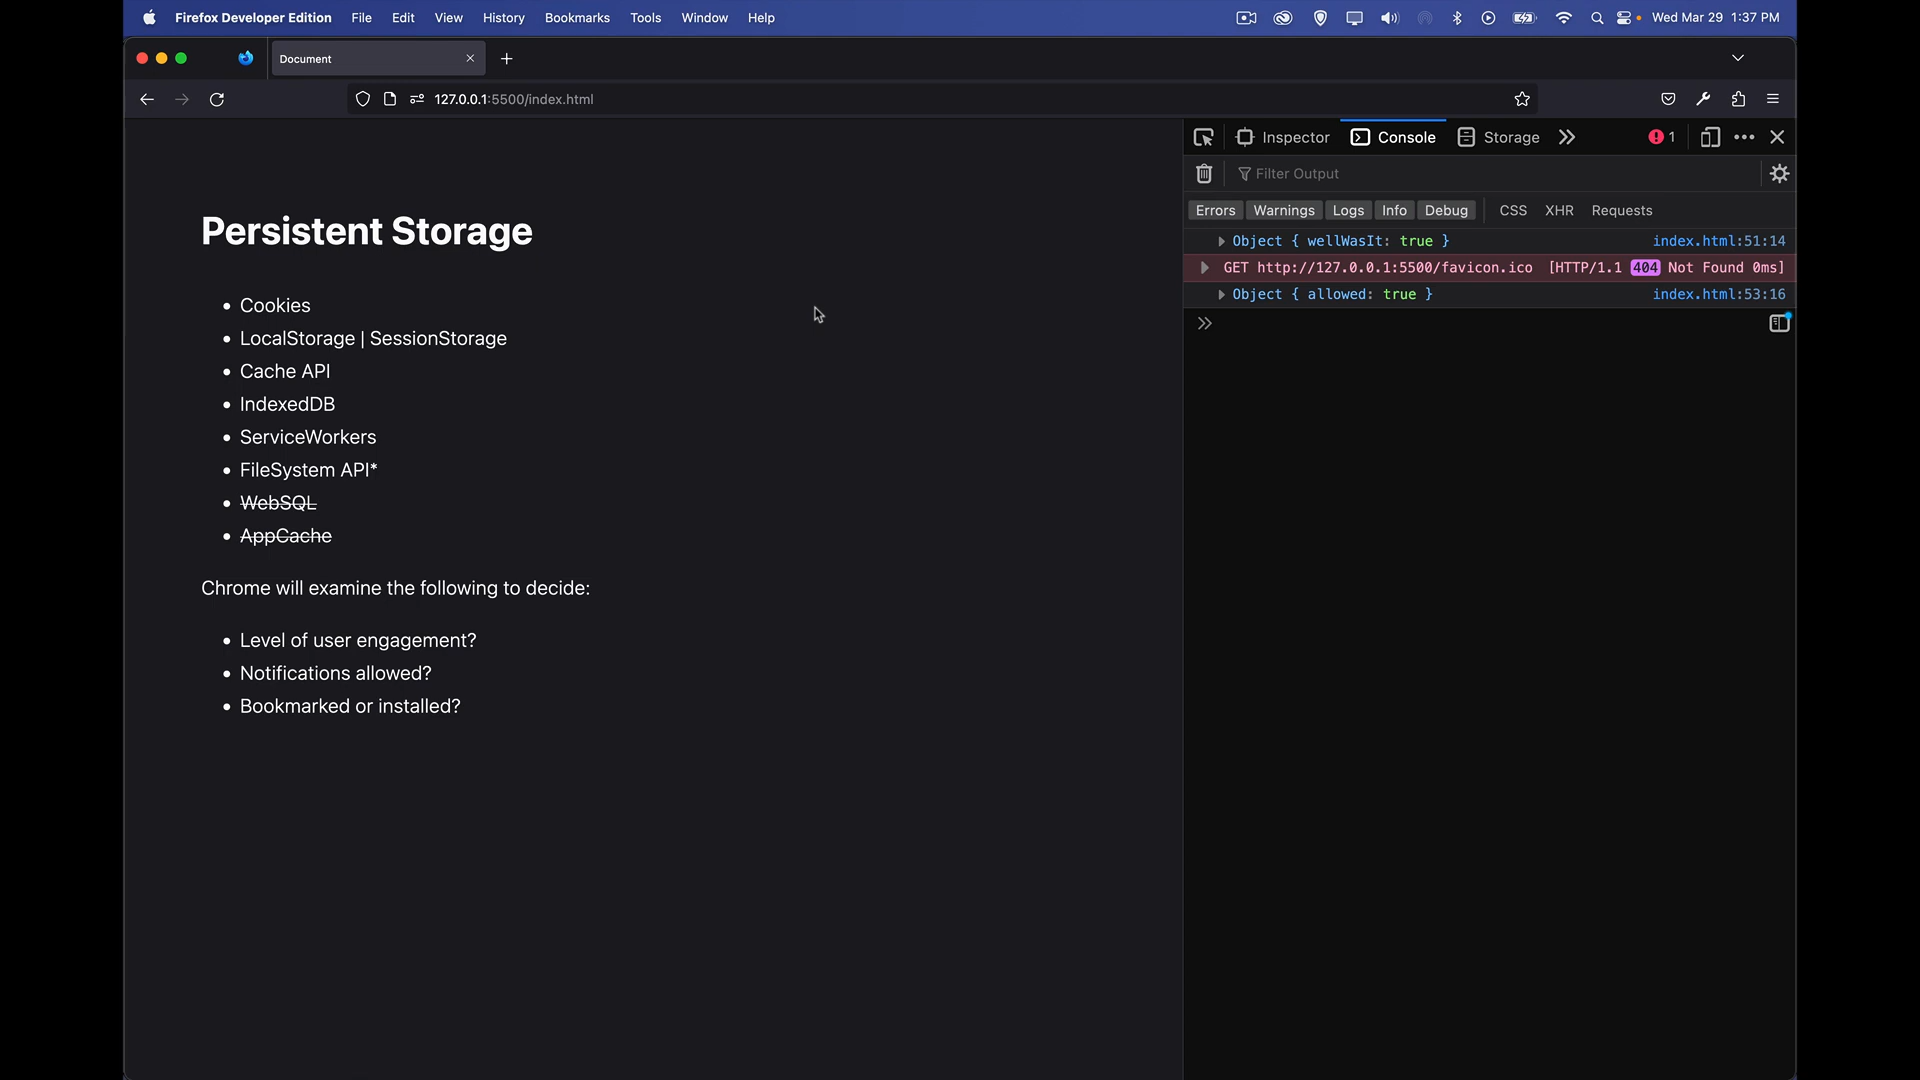 Firefox Developer Edition File Edit View History Bookmarks Tools Window Help Wed Mar 29 1:37 PM
Document
127.0.0.1:5500/index.html
Inspector Console Storage 1
Filter Output
Errors Warnings Logs Info Debug CSS XHR Requests
Object { wellWasIt: true } index.html:51:14
GET http://127.0.0.1:5500/favicon.ico [HTTP/1.1 404 Not Found 0ms]
Object { allowed: true } index.html:53:16
Persistent Storage
• Cookies
• LocalStorage | SessionStorage
• Cache API
• IndexedDB
• ServiceWorkers
• FileSystem API*
• WebSQL
• AppCache
Chrome will examine the following to decide:
• Level of user engagement?
• Notifications allowed?
• Bookmarked or installed?